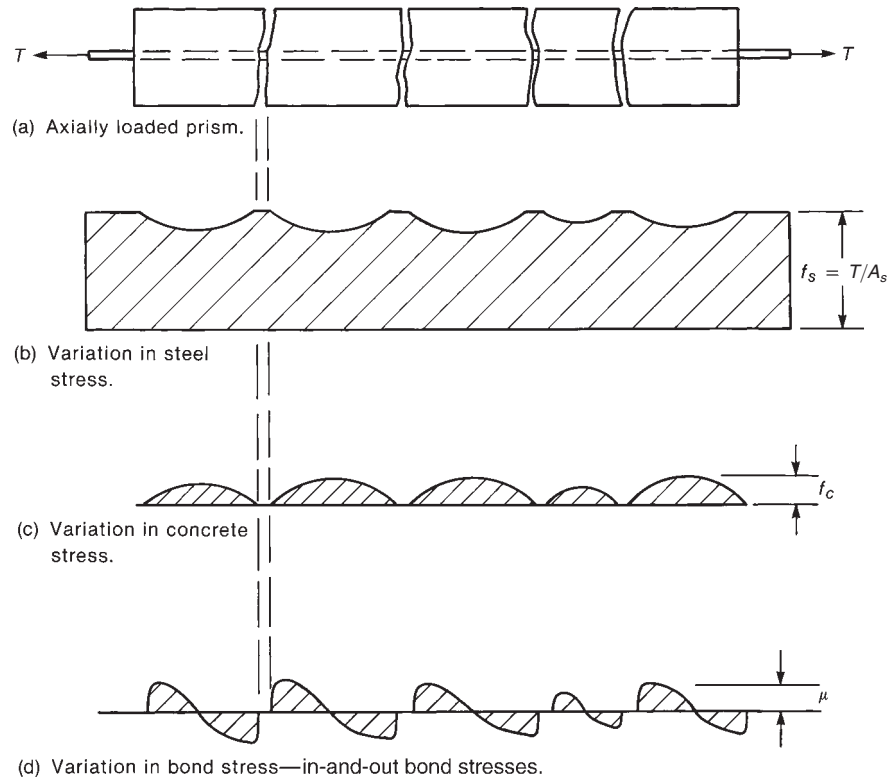 T
T
(a) Axially loaded prism.
f_s = T/A_s
(b) Variation in steel
stress.
f_c
(c) Variation in concrete
stress.
μ
(d) Variation in bond stress—in-and-out bond stresses.